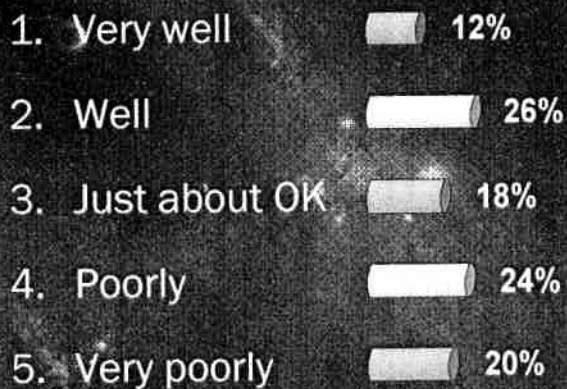 1. Very well 12%
2. Well 26%
3. Just about OK 18%
4. Poorly 24%
5. Very poorly 20%